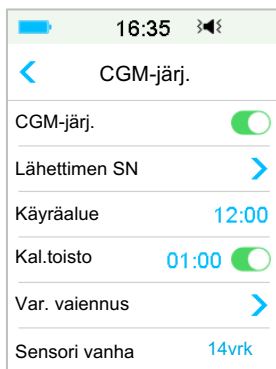 16:35
CGM-järj.
CGM-järj.
Lähettimen SN
Käyräalue 12:00
Kal.toisto 01:00
Var. vaiennus
Sensori vanha 14vrk